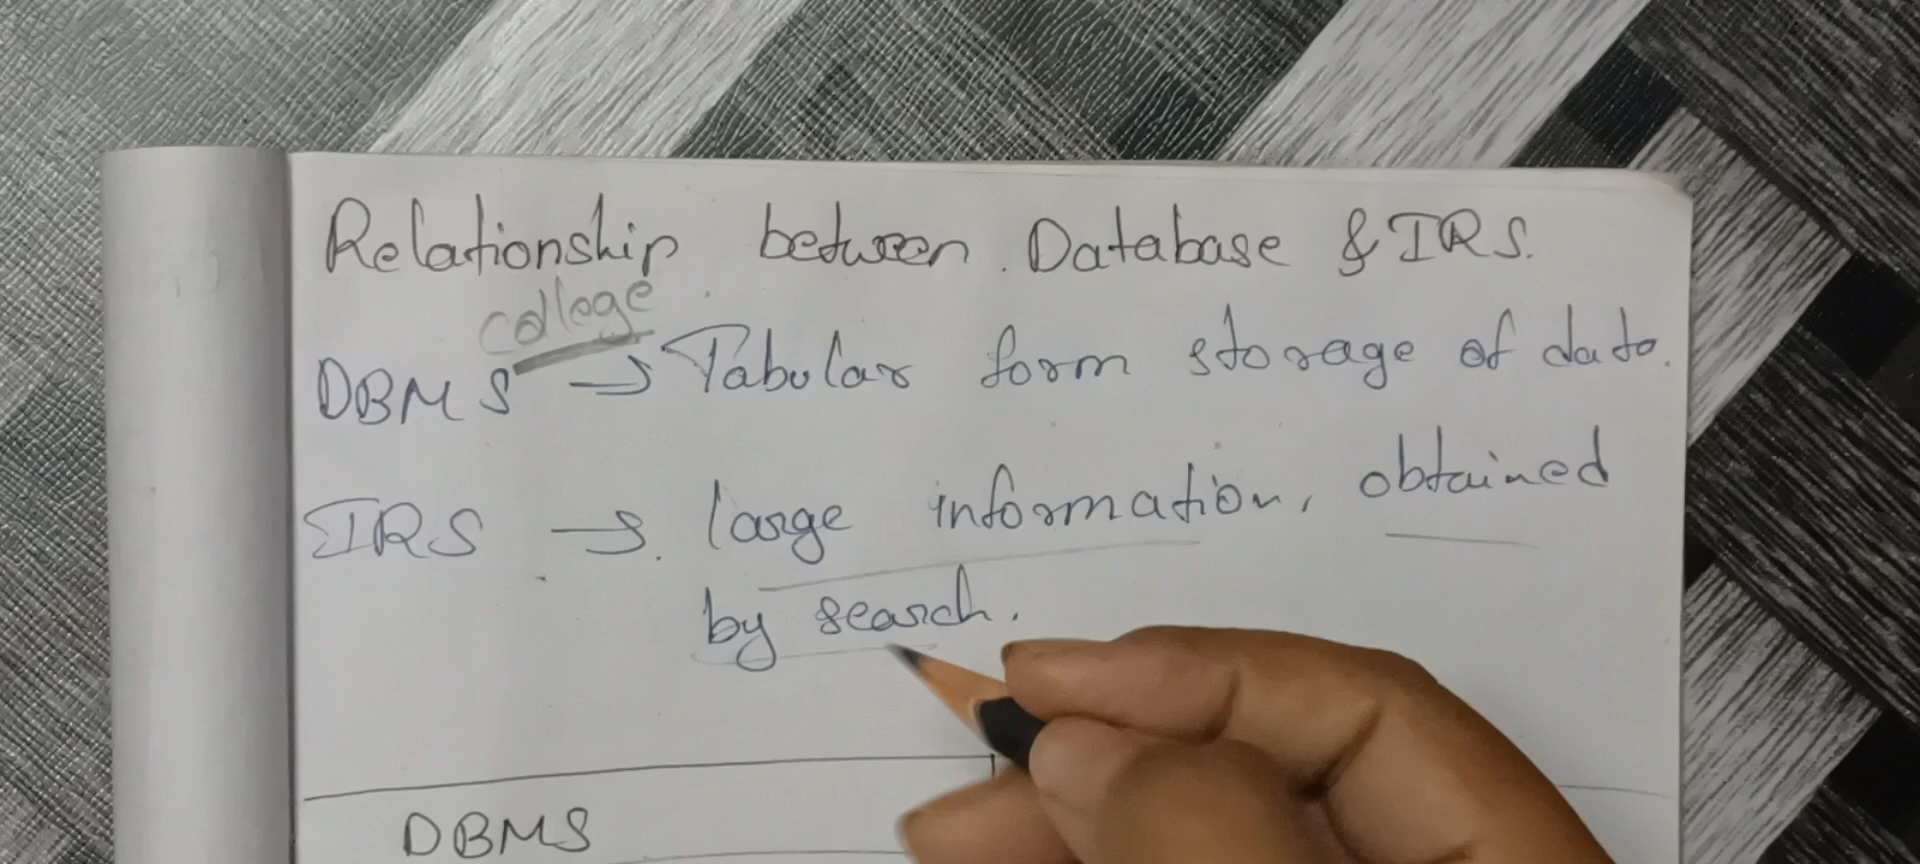 Relationship between Database & IRS.
college
DBMS → Tabular form storage of data.
IRS → large information, obtained
by search.
DBMS